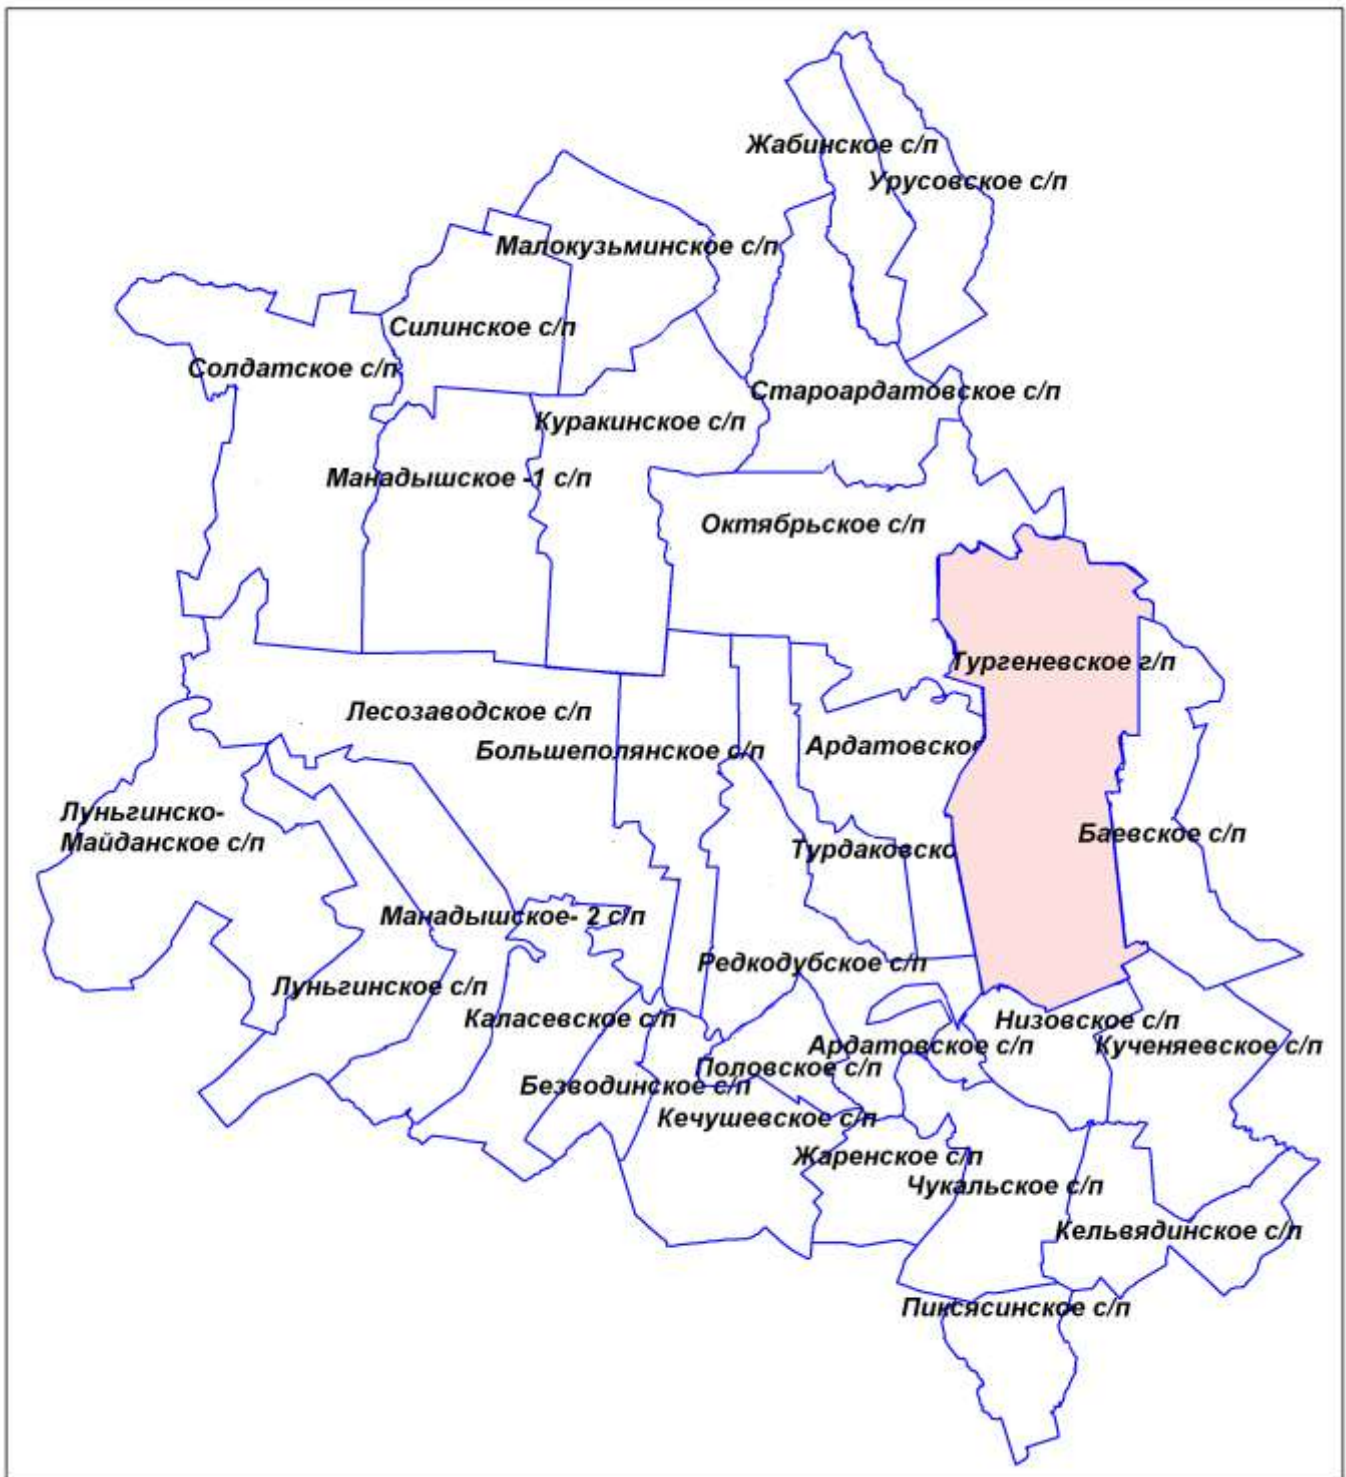 Жабинское с/п
Урусовское с/п
Малокузьминское с/п
Силинское с/п
Солдатское с/п
Староардатовское с/п
Куракинское с/п
Манадышское -1 с/п
Октябрьское с/п
Тургеневское г/п
Лесозаводское с/п
Большеполянское с/п
Ардатовское
Луньгинско-
Майданское с/п
Баевское с/п
Турдаковско
Манадышское- 2 с/п
Редкодубское с/п
Луньгинское с/п
Каласевское с/п
Низовское с/п
Ардатовское с/п
Кученяевское с/п
Половское с/п
Безводинское с/п
Кечушевское с/п
Жаренское с/п
Чукальское с/п
Кельвядинское с/п
Пиксясинское с/п